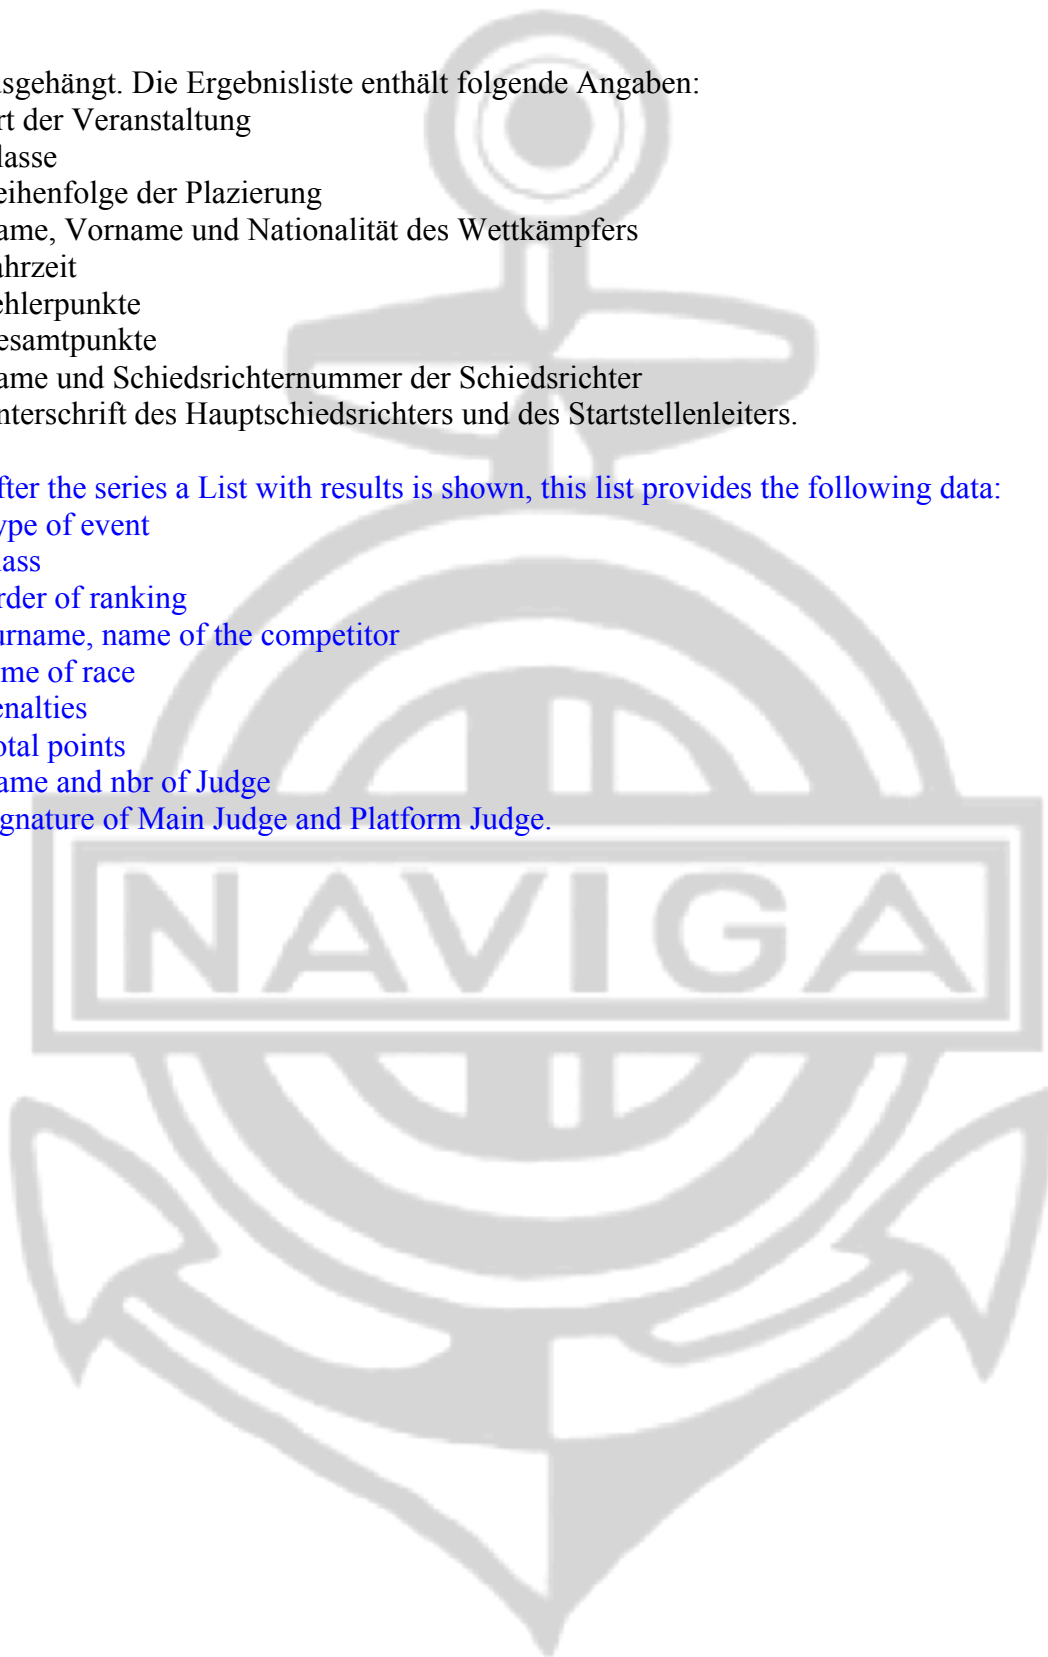 sgehängt. Die Ergebnisliste enthält folgende Angaben:
rt der Veranstaltung
lasse
eihenfolge der Plazierung
ame, Vorname und Nationalität des Wettkämpfers
ahrzeit
ehlerpunkte
esamtpunkte
ame und Schiedsrichternummer der Schiedsrichter
nterschrift des Hauptschiedsrichters und des Startstellenleiters.
fter the series a List with results is shown, this list provides the following data:
ype of event
lass
rder of ranking
urname, name of the competitor
ime of race
enalties
otal points
ame and nbr of Judge
gnature of Main Judge and Platform Judge.
NAVIGA